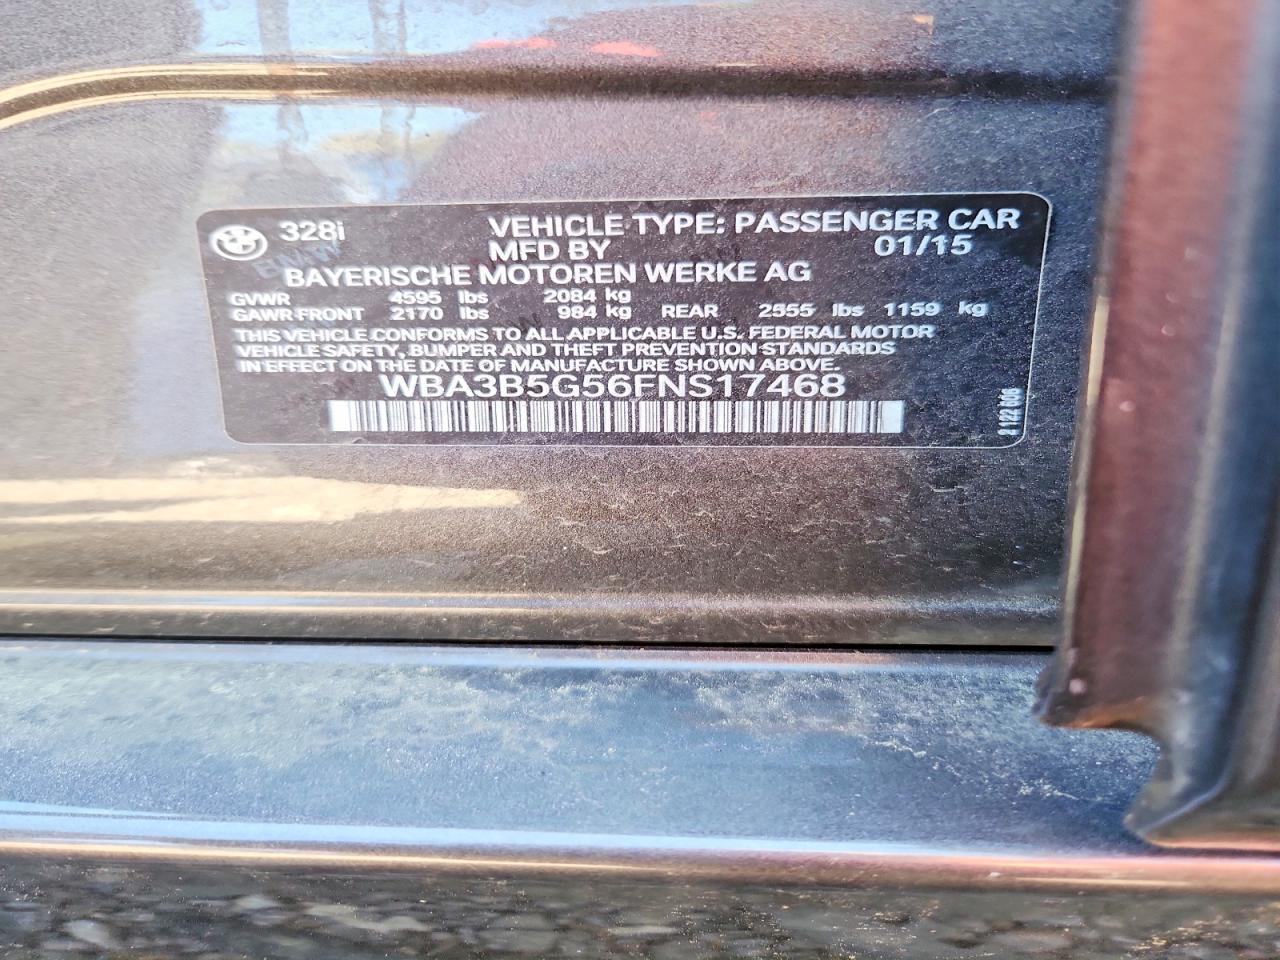 328i VEHICLE TYPE: PASSENGER CAR
MFD BY 01/15
BAYERISCHE MOTOREN WERKE AG
GVWR 4595 lbs 2084 kg
GAWR FRONT 2170 lbs 984 kg REAR 2555 lbs 1159 kg
THIS VEHICLE CONFORMS TO ALL APPLICABLE U.S. FEDERAL MOTOR
VEHICLE SAFETY, BUMPER AND THEFT PREVENTION STANDARDS
IN EFFECT ON THE DATE OF MANUFACTURE SHOWN ABOVE.
WBA3B5G56FNS17468